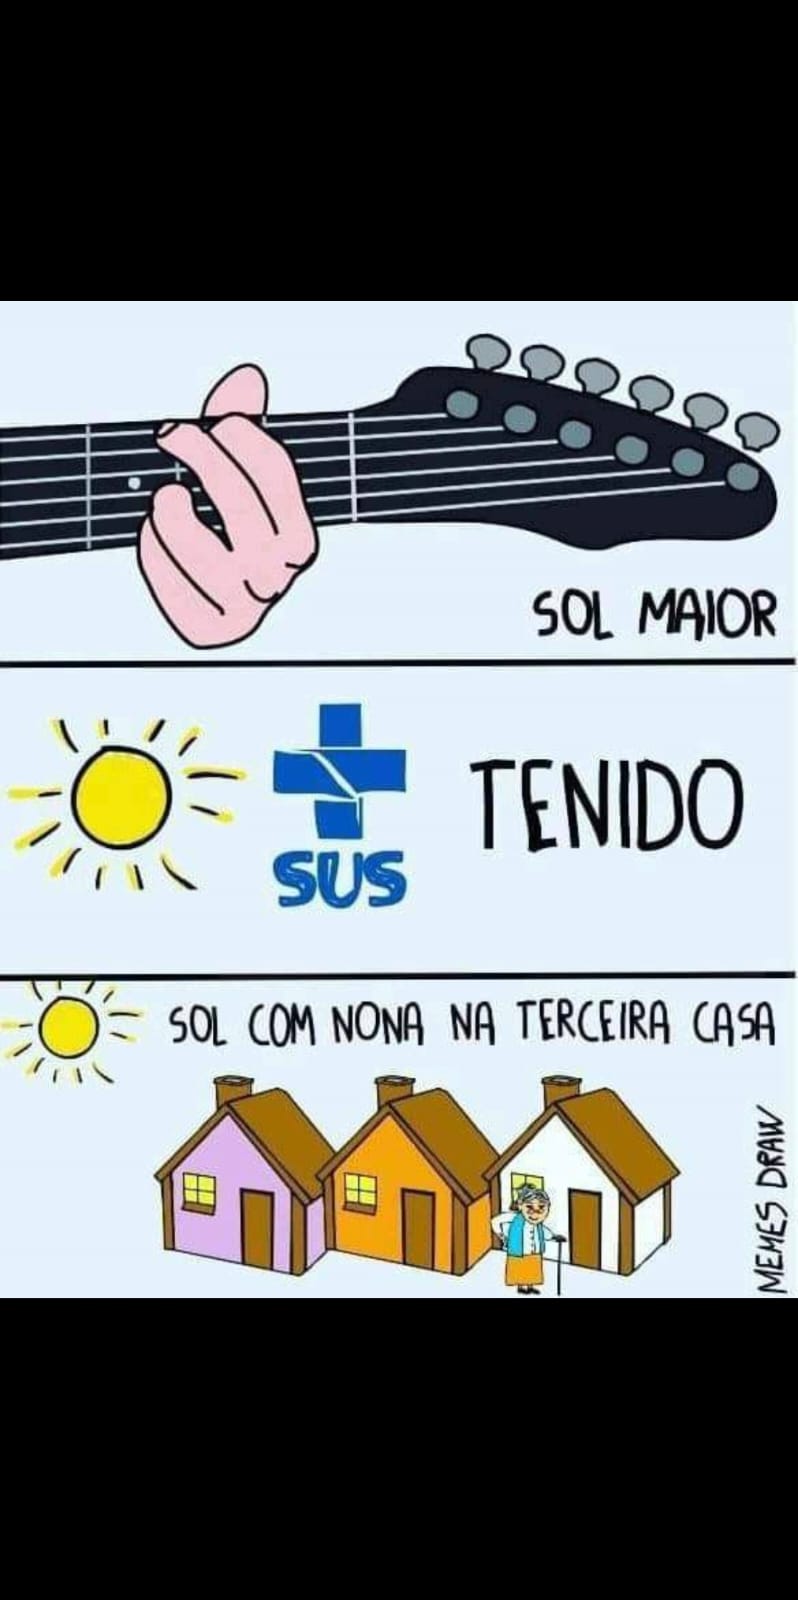 SOL MAIOR
SUS
TENIDO
SOL COM NONA NA TERCEIRA CASA
MEMES DRAW